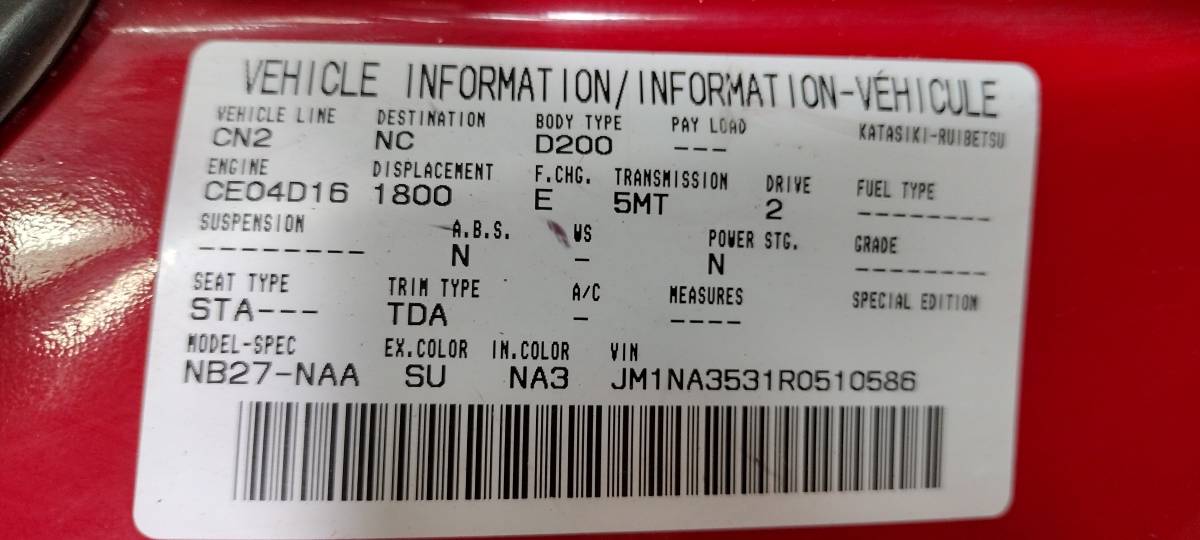 VEHICLE INFORMATION/INFORMATION-VÉHICULE
VEHICLE LINE DESTINATION BODY TYPE PAY LOAD KATASIKI-RUIBETSU
CN2 NC D200 ---
ENGINE DISPLACEMENT F.CHG. TRANSMISSION DRIVE FUEL TYPE
CE04D16 1800 E 5MT 2 --------
SUSPENSION A.B.S. WS POWER STG. GRADE
--------- N - N --------
SEAT TYPE TRIM TYPE A/C MEASURES SPECIAL EDITION
STA--- TDA - ----
MODEL-SPEC EX.COLOR IN.COLOR VIN
NB27-NAA SU NA3 JM1NA3531R0510586